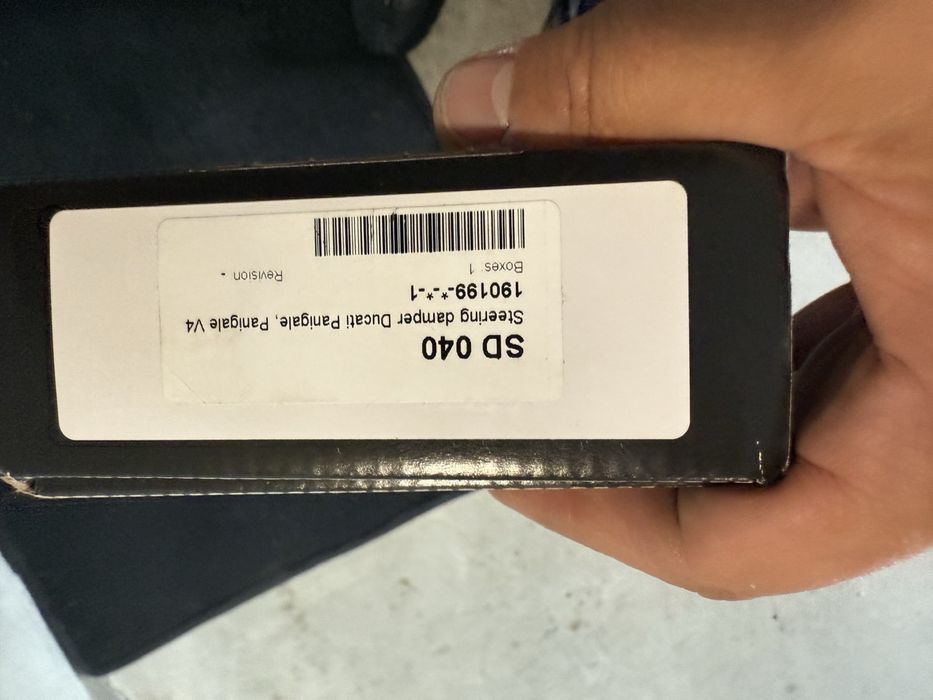 SD 040
Steering damper Ducati Panigale, Panigale V4
190199-*-*-1
Boxes: 1 Revision -